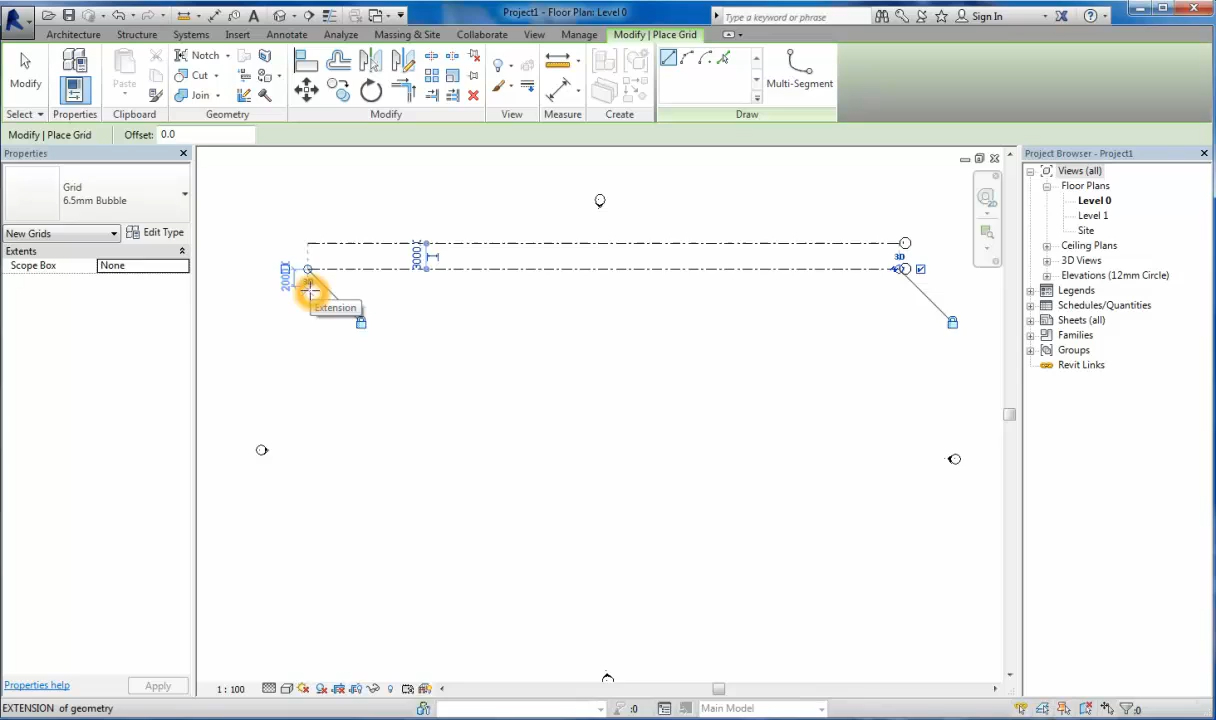 Project1 - Floor Plan: Level 0
Type a keyword or phrase
Sign In
Architecture
Structure
Systems
Insert
Annotate
Analyze
Massing & Site
Collaborate
View
Manage
Modify | Place Grid
Modify
Paste
Notch
Cut
Join
Multi-Segment
Select
Properties
Clipboard
Geometry
Modify
View
Measure
Create
Draw
Modify | Place Grid
Offset: 0.0
Properties
Grid
6.5mm Bubble
New Grids
Edit Type
Extents
Scope Box
None
Properties help
Apply
3000
3D
Extension
2D
Project Browser - Project1
Views (all)
Floor Plans
Level 0
Level 1
Site
Ceiling Plans
3D Views
Elevations (12mm Circle)
Legends
Schedules/Quantities
Sheets (all)
Families
Groups
Revit Links
1 : 100
EXTENSION of geometry
:0
Main Model
:0